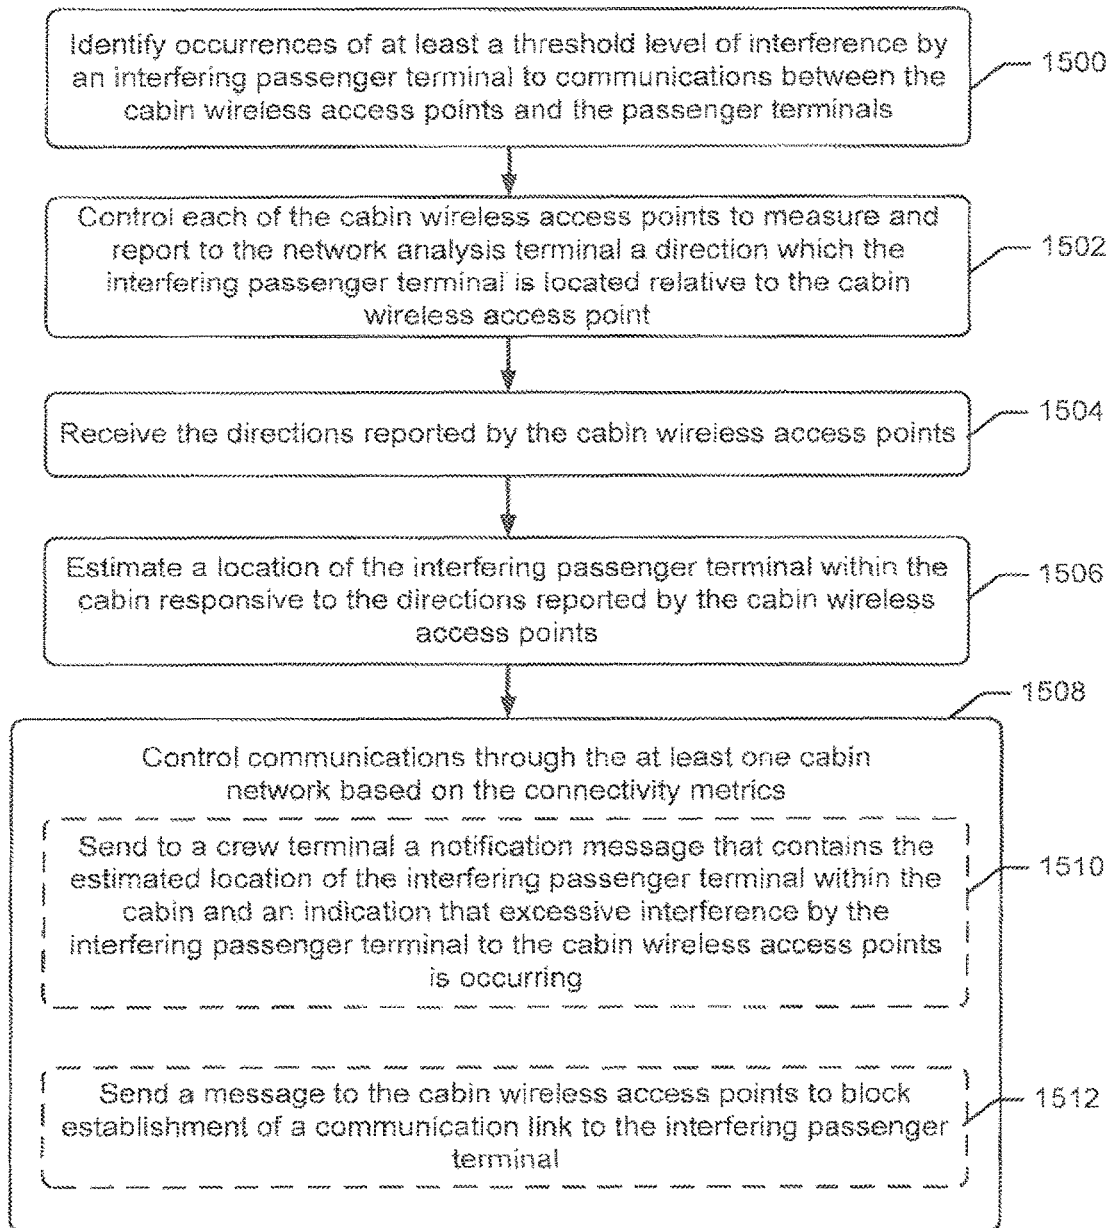 Identify occurrences of at least a threshold level of interference by
an interfering passenger terminal to communications between the
cabin wireless access points and the passenger terminals
1500
Control each of the cabin wireless access points to measure and
report to the network analysis terminal a direction which the
interfering passenger terminal is located relative to the cabin
wireless access point
1502
Receive the directions reported by the cabin wireless access points
1504
Estimate a location of the interfering passenger terminal within the
cabin responsive to the directions reported by the cabin wireless
access points
1506
1508
Control communications through the at least one cabin
network based on the connectivity metrics
Send to a crew terminal a notification message that contains the
estimated location of the interfering passenger terminal within the
cabin and an indication that excessive interference by the
interfering passenger terminal to the cabin wireless access points
is occurring
1510
Send a message to the cabin wireless access points to block
establishment of a communication link to the interfering passenger
terminal
1512